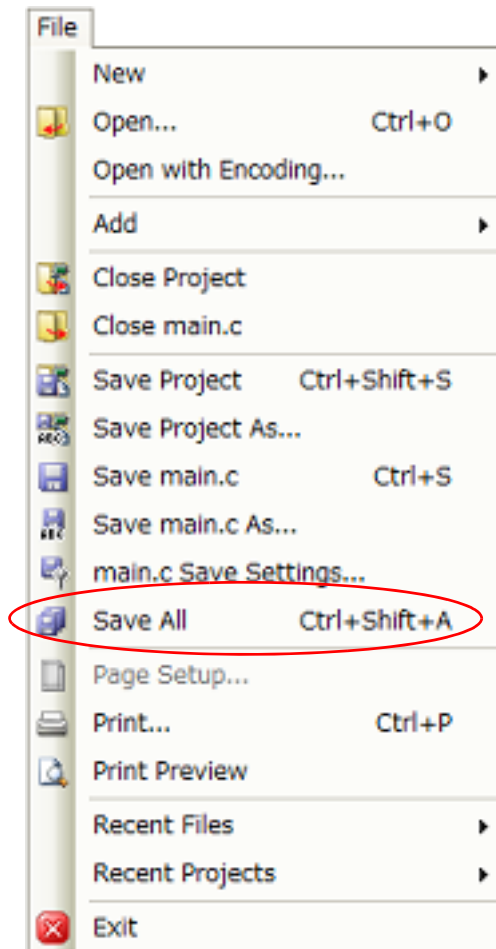 File
New
Open... Ctrl+O
Open with Encoding...
Add
Close Project
Close main.c
Save Project Ctrl+Shift+S
Save Project As...
Save main.c Ctrl+S
Save main.c As...
main.c Save Settings...
Save All Ctrl+Shift+A
Page Setup...
Print... Ctrl+P
Print Preview
Recent Files
Recent Projects
Exit